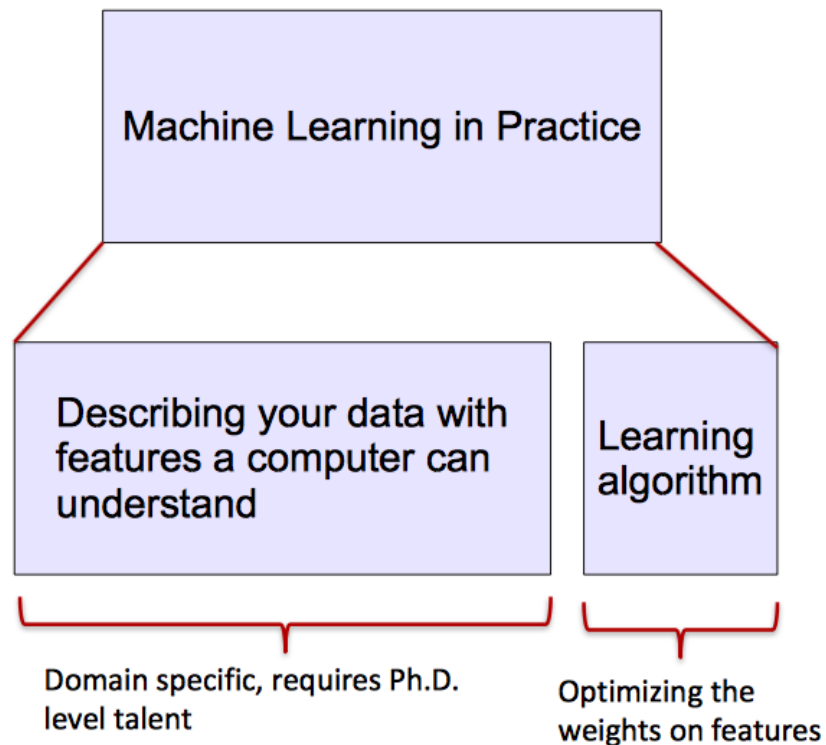 Machine Learning in Practice
Describing your data with
features a computer can
understand
Learning
algorithm
Domain specific, requires Ph.D.
level talent
Optimizing the
weights on features